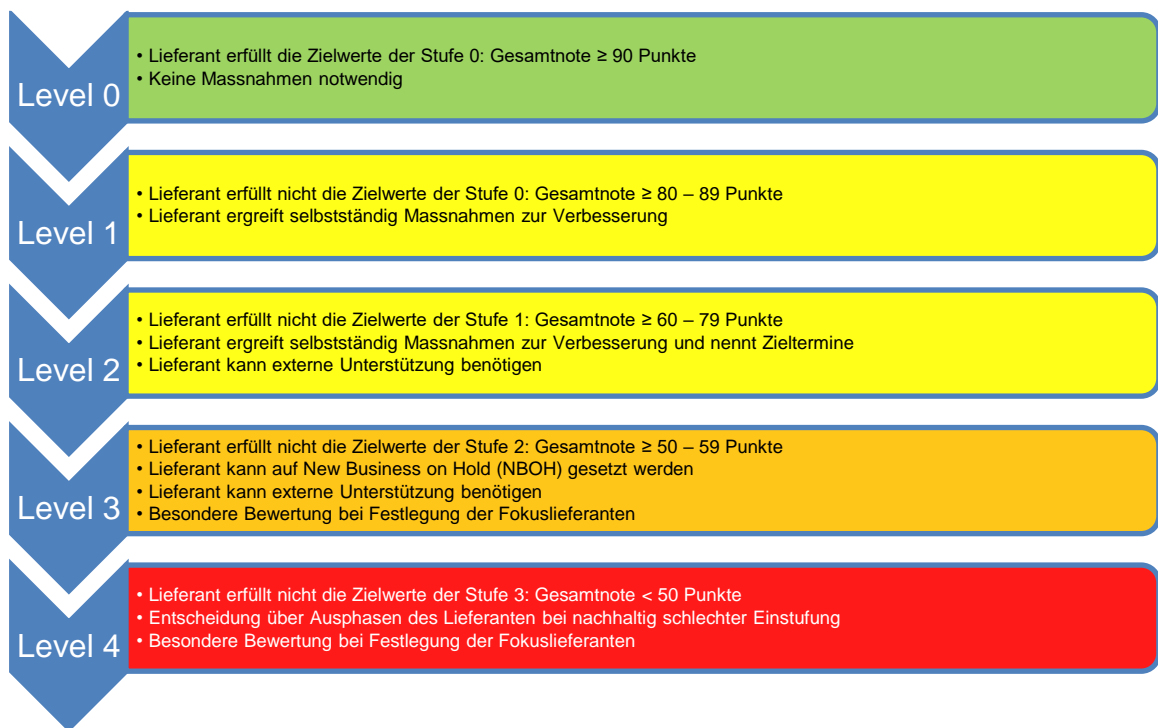 Level 0
• Lieferant erfüllt die Zielwerte der Stufe 0: Gesamtnote ≥ 90 Punkte
• Keine Massnahmen notwendig
Level 1
• Lieferant erfüllt nicht die Zielwerte der Stufe 0: Gesamtnote ≥ 80 – 89 Punkte
• Lieferant ergreift selbstständig Massnahmen zur Verbesserung
Level 2
• Lieferant erfüllt nicht die Zielwerte der Stufe 1: Gesamtnote ≥ 60 – 79 Punkte
• Lieferant ergreift selbstständig Massnahmen zur Verbesserung und nennt Zieltermine
• Lieferant kann externe Unterstützung benötigen
Level 3
• Lieferant erfüllt nicht die Zielwerte der Stufe 2: Gesamtnote ≥ 50 – 59 Punkte
• Lieferant kann auf New Business on Hold (NBOH) gesetzt werden
• Lieferant kann externe Unterstützung benötigen
• Besondere Bewertung bei Festlegung der Fokuslieferanten
Level 4
• Lieferant erfüllt nicht die Zielwerte der Stufe 3: Gesamtnote < 50 Punkte
• Entscheidung über Ausphasen des Lieferanten bei nachhaltig schlechter Einstufung
• Besondere Bewertung bei Festlegung der Fokuslieferanten